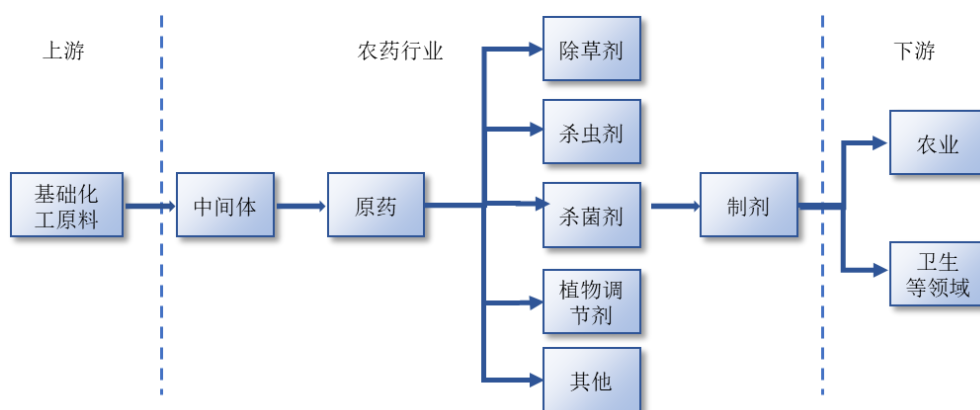 上游
农药行业
下游
除草剂
杀虫剂
农业
基础化
工原料
中间体
原药
杀菌剂
制剂
卫生
等领域
植物调
节剂
其他